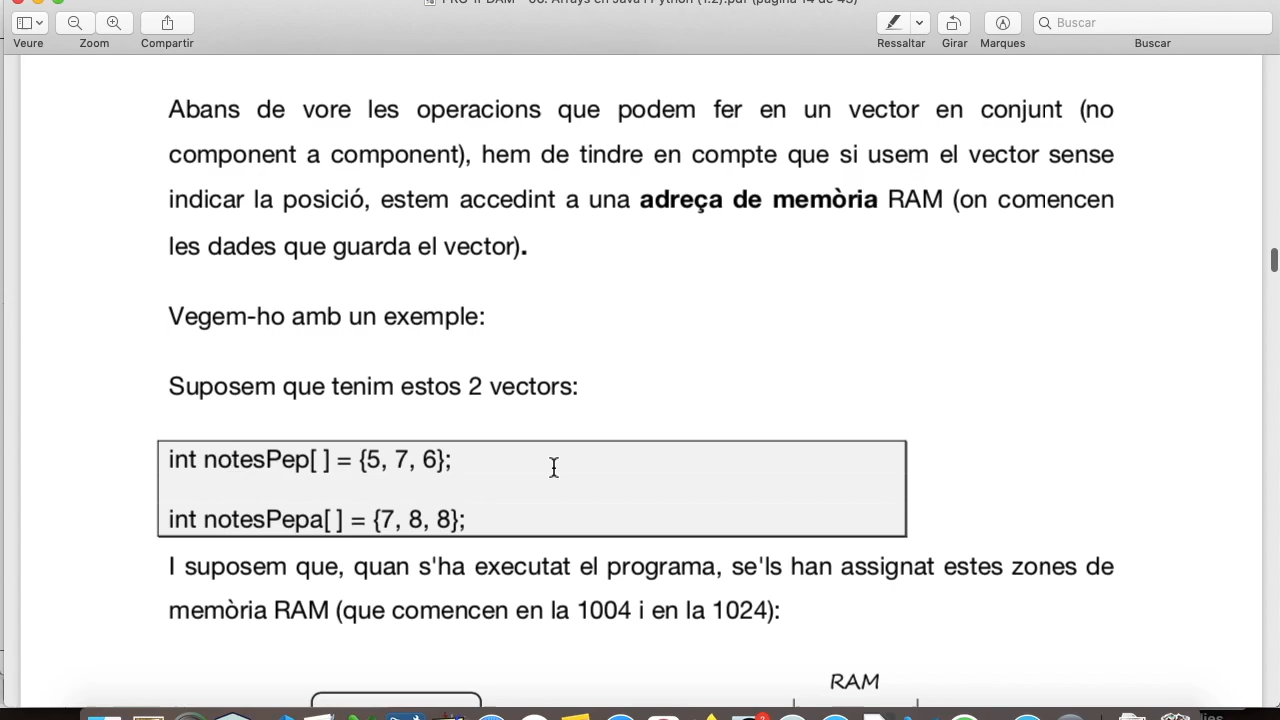 Veure
Zoom
Compartir
Ressaltar
Girar
Marques
Buscar
Buscar
Abans de vore les operacions que podem fer en un vector en conjunt (no
component a component), hem de tindre en compte que si usem el vector sense
indicar la posició, estem accedint a una adreça de memòria RAM (on comencen
les dades que guarda el vector).
Vegem-ho amb un exemple:
Suposem que tenim estos 2 vectors:
int notesPep[ ] = {5, 7, 6};
int notesPepa[ ] = {7, 8, 8};
I suposem que, quan s'ha executat el programa, se'ls han assignat estes zones de
memòria RAM (que comencen en la 1004 i en la 1024):
RAM